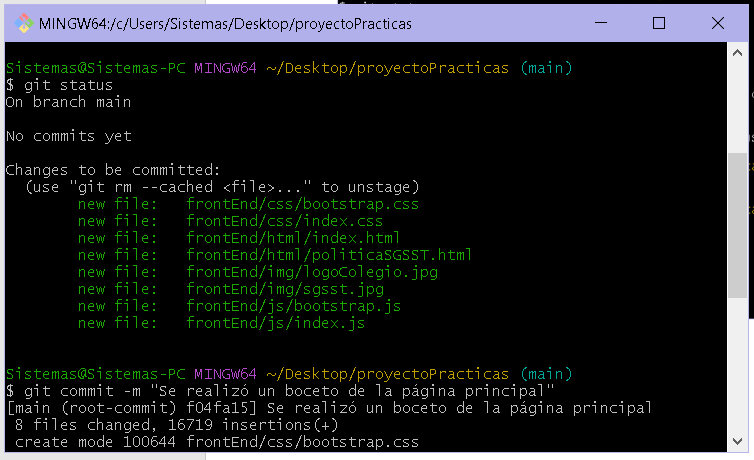 MINGW64:/c/Users/Sistemas/Desktop/proyectoPracticas
Sistemas@Sistemas-PC MINGW64 ~/Desktop/proyectoPracticas (main)
$ git status
On branch main
No commits yet
Changes to be committed:
  (use "git rm --cached <file>..." to unstage)
        new file:   frontEnd/css/bootstrap.css
        new file:   frontEnd/css/index.css
        new file:   frontEnd/html/index.html
        new file:   frontEnd/html/politicaSGSST.html
        new file:   frontEnd/img/logoColegio.jpg
        new file:   frontEnd/img/sgsst.jpg
        new file:   frontEnd/js/bootstrap.js
        new file:   frontEnd/js/index.js
Sistemas@Sistemas-PC MINGW64 ~/Desktop/proyectoPracticas (main)
$ git commit -m "Se realizó un boceto de la página principal"
[main (root-commit) f04fa15] Se realizó un boceto de la página principal
 8 files changed, 16719 insertions(+)
 create mode 100644 frontEnd/css/bootstrap.css